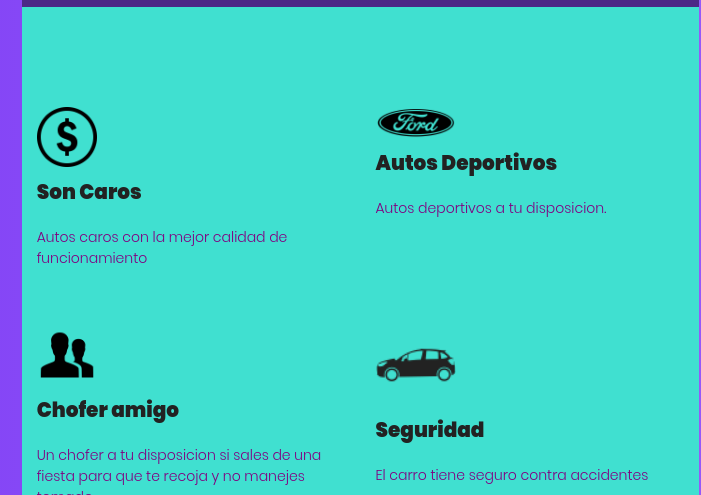 $
Son Caros
Autos caros con la mejor calidad de
funcionamiento
Ford
Autos Deportivos
Autos deportivos a tu disposicion.
Chofer amigo
Un chofer a tu disposicion si sales de una
fiesta para que te recoja y no manejes
Seguridad
El carro tiene seguro contra accidentes